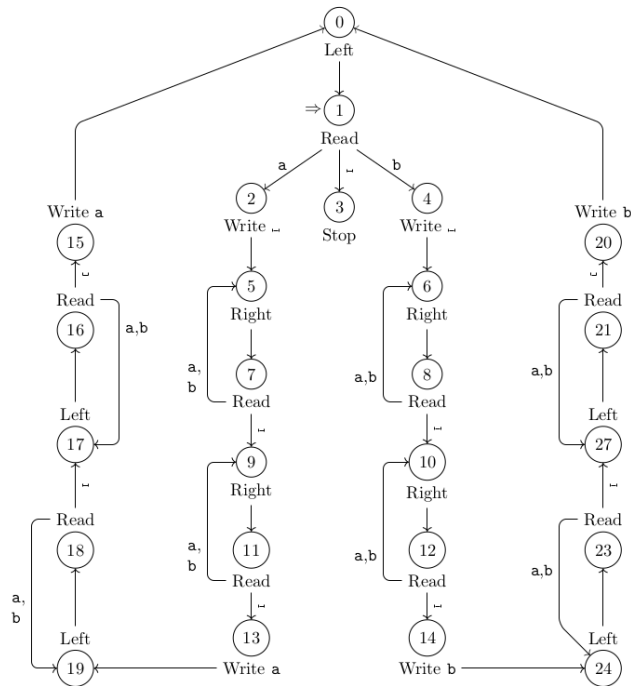 0
Left
⇒ 1
Read
a ␣ b
2 3 4
Write ␣ Stop Write ␣
Write a Write b
15 20
5 6
␣ ␣
Read Right Right Read
16 a,b 21
a, b a,b a,b
7 8
Read Read
Left Left
␣ ␣
17 9 10 27
␣ Right Right ␣
Read Read
18 a, b 11 a,b 12 a,b 23
Read Read
a, b
␣ ␣
Left 13 14 Left
19 Write a Write b 24